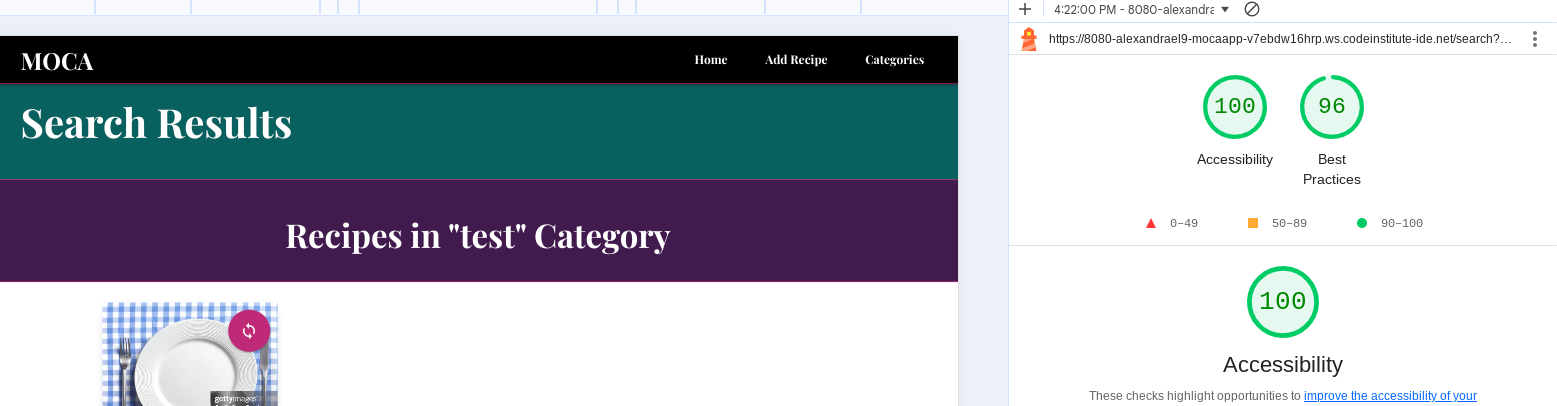 MOCA
Home Add Recipe Categories
Search Results
Recipes in "test" Category
gettyimages
4:22:00 PM - 8080-alexandra
https://8080-alexandrael9-mocaapp-v7ebdw16hrp.ws.codeinstitute-ide.net/search?…
100 96
Accessibility Best
Practices
0–49 50–89 90–100
100
Accessibility
These checks highlight opportunities to improve the accessibility of your